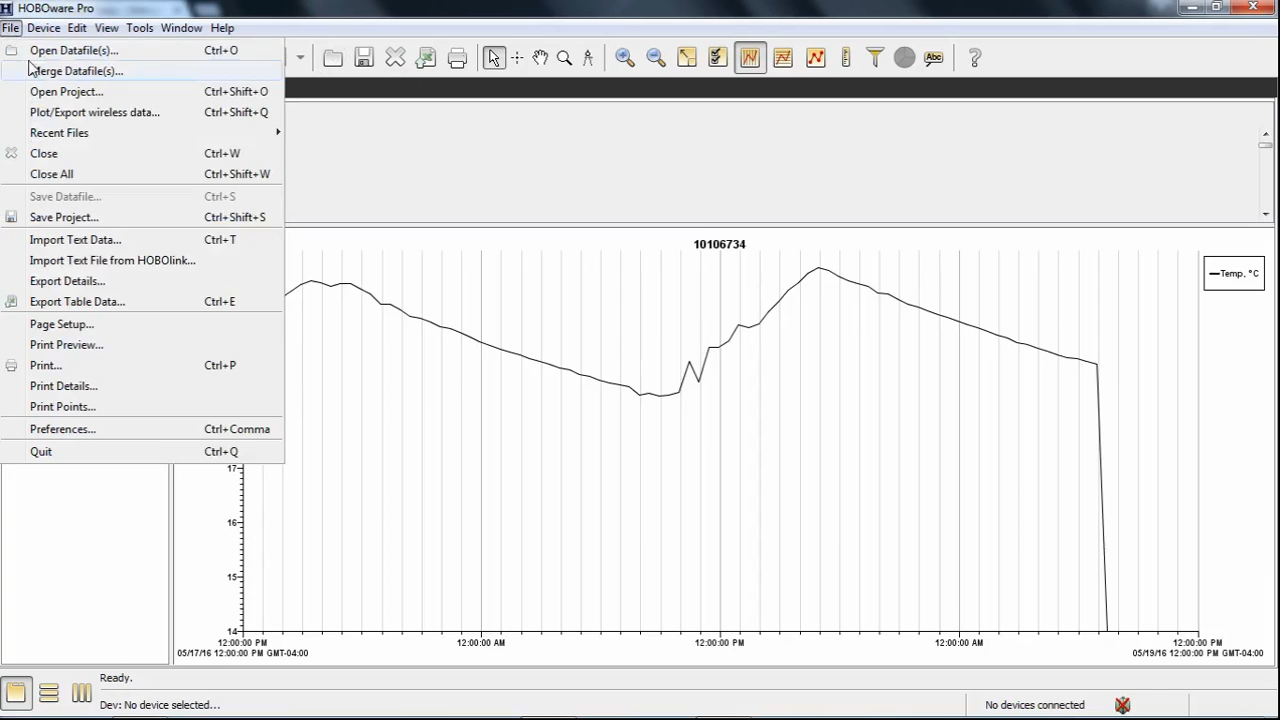 HOBOware Pro
File Device Edit View Tools Window Help
Open Datafile(s)... Ctrl+O
Merge Datafile(s)...
Open Project... Ctrl+Shift+O
Plot/Export wireless data... Ctrl+Shift+Q
Recent Files
Close Ctrl+W
Close All Ctrl+Shift+W
Save Datafile... Ctrl+S
Save Project... Ctrl+Shift+S
Import Text Data... Ctrl+T
Import Text File from HOBOlink...
Export Details...
Export Table Data... Ctrl+E
Page Setup...
Print Preview...
Print... Ctrl+P
Print Details...
Print Points...
Preferences... Ctrl+Comma
Quit Ctrl+Q
Abc
10106734
Temp, °C
17
16
15
14
12:00:00 PM 12:00:00 AM 12:00:00 PM 12:00:00 AM 12:00:00 PM
05/17/16 12:00:00 PM GMT-04:00 05/19/16 12:00:00 PM GMT-04:00
Ready.
Dev: No device selected... No devices connected